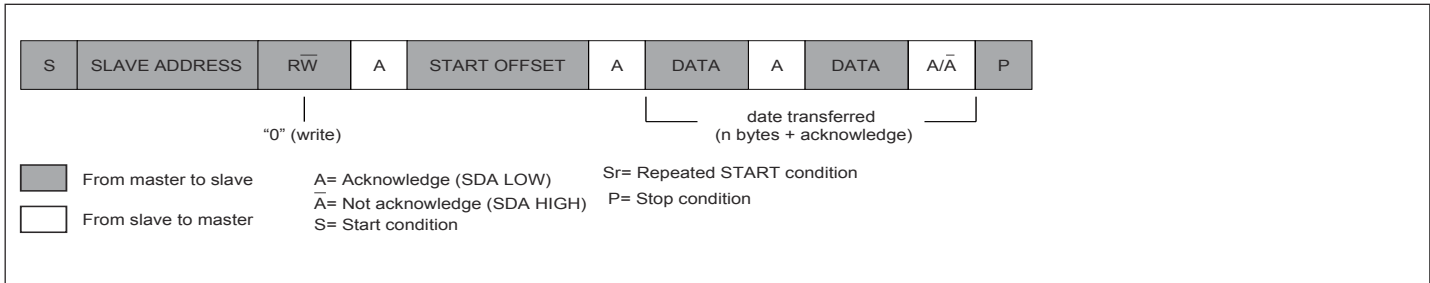 S SLAVE ADDRESS RW̅ A START OFFSET A DATA A DATA A/A̅ P
“0” (write)
date transferred
(n bytes + acknowledge)
From master to slave
From slave to master
A= Acknowledge (SDA LOW)
A̅= Not acknowledge (SDA HIGH)
S= Start condition
Sr= Repeated START condition
P= Stop condition